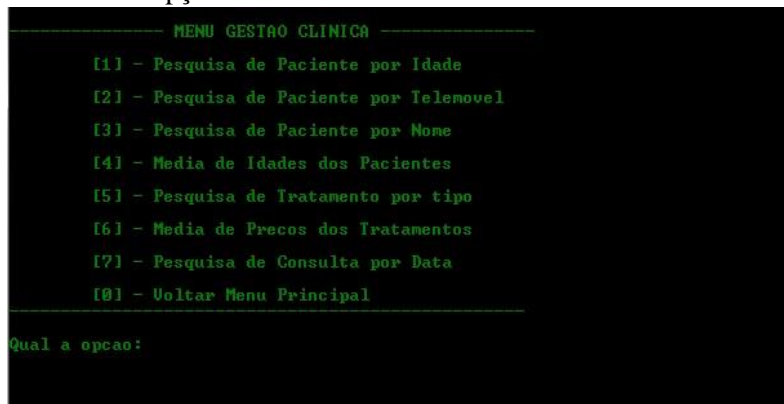 --------------- MENU GESTAO CLINICA ---------------
[1] - Pesquisa de Paciente por Idade
[2] - Pesquisa de Paciente por Telemovel
[3] - Pesquisa de Paciente por Nome
[4] - Media de Idades dos Pacientes
[5] - Pesquisa de Tratamento por tipo
[6] - Media de Precos dos Tratamentos
[7] - Pesquisa de Consulta por Data
[0] - Voltar Menu Principal
Qual a opcao: